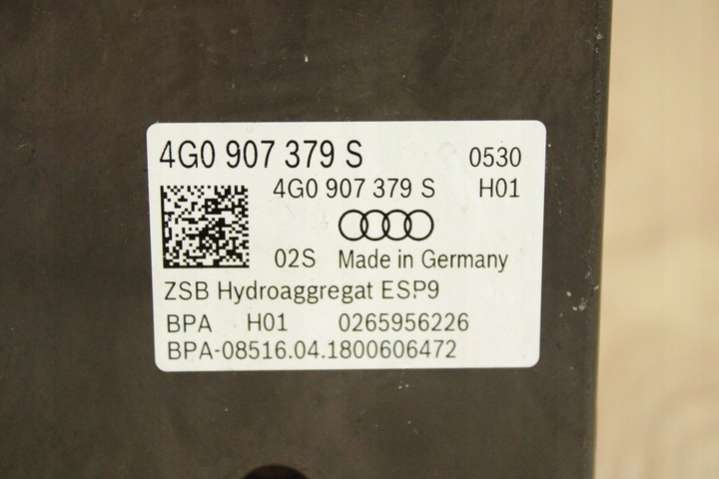 4G0 907 379 S 0530
4G0 907 379 S H01
02S Made in Germany
ZSB Hydroaggregat ESP9
BPA H01 0265956226
BPA-08516.04.1800606472